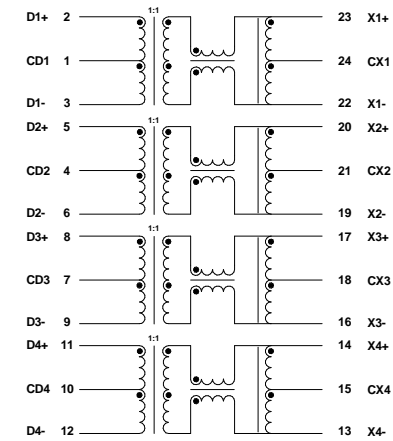 D1+ 2 1:1 23 X1+
CD1 1 24 CX1
D1- 3 22 X1-
D2+ 5 1:1 20 X2+
CD2 4 21 CX2
D2- 6 19 X2-
D3+ 8 1:1 17 X3+
CD3 7 18 CX3
D3- 9 16 X3-
D4+ 11 1:1 14 X4+
CD4 10 15 CX4
D4- 12 13 X4-